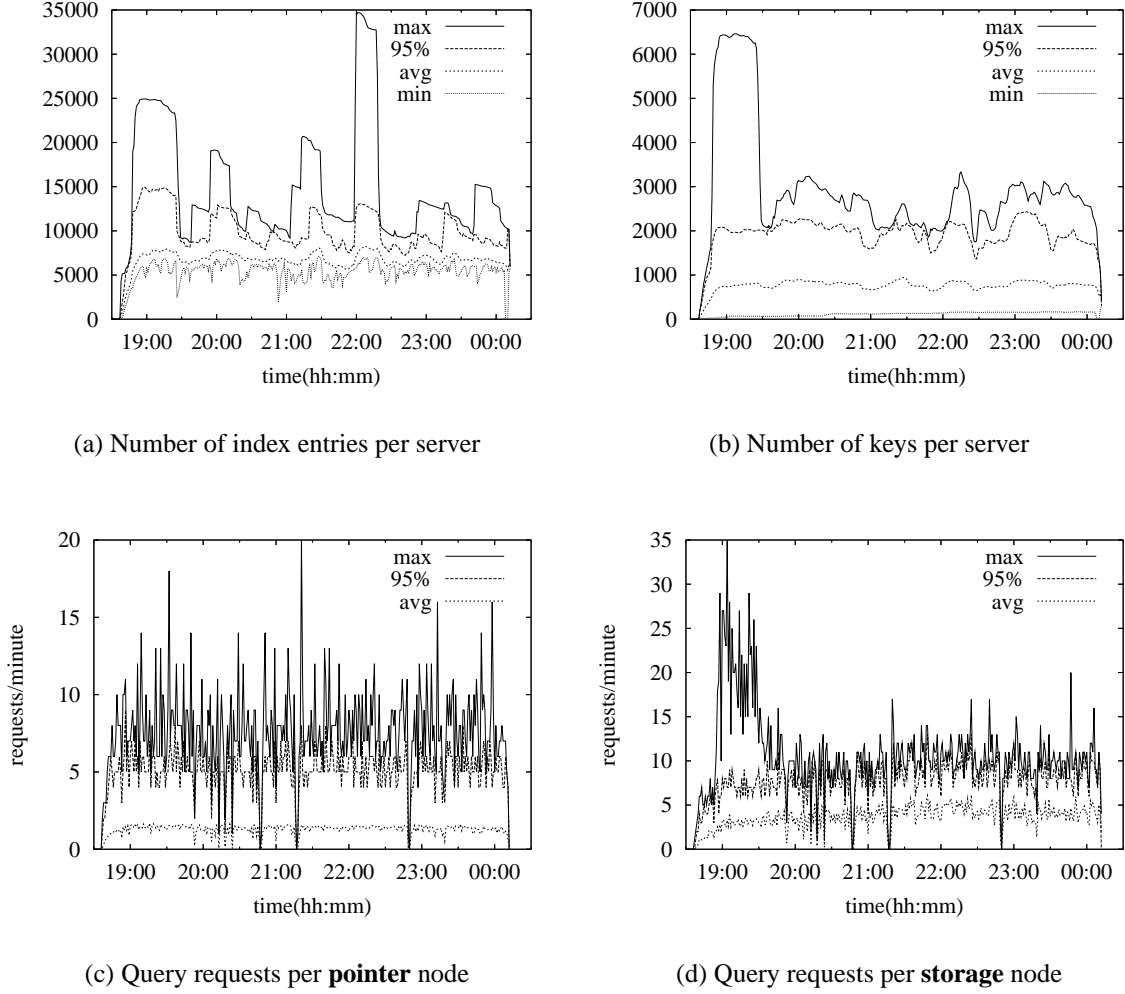 35000
30000
25000
20000
15000
10000
5000
0
19:00 20:00 21:00 22:00 23:00 00:00
time(hh:mm)
max
95%
avg
min
(a) Number of index entries per server
7000
6000
5000
4000
3000
2000
1000
0
19:00 20:00 21:00 22:00 23:00 00:00
time(hh:mm)
max
95%
avg
min
(b) Number of keys per server
20
15
10
5
0
requests/minute
19:00 20:00 21:00 22:00 23:00 00:00
time(hh:mm)
max
95%
avg
(c) Query requests per pointer node
35
30
25
20
15
10
5
0
requests/minute
19:00 20:00 21:00 22:00 23:00 00:00
time(hh:mm)
max
95%
avg
(d) Query requests per storage node